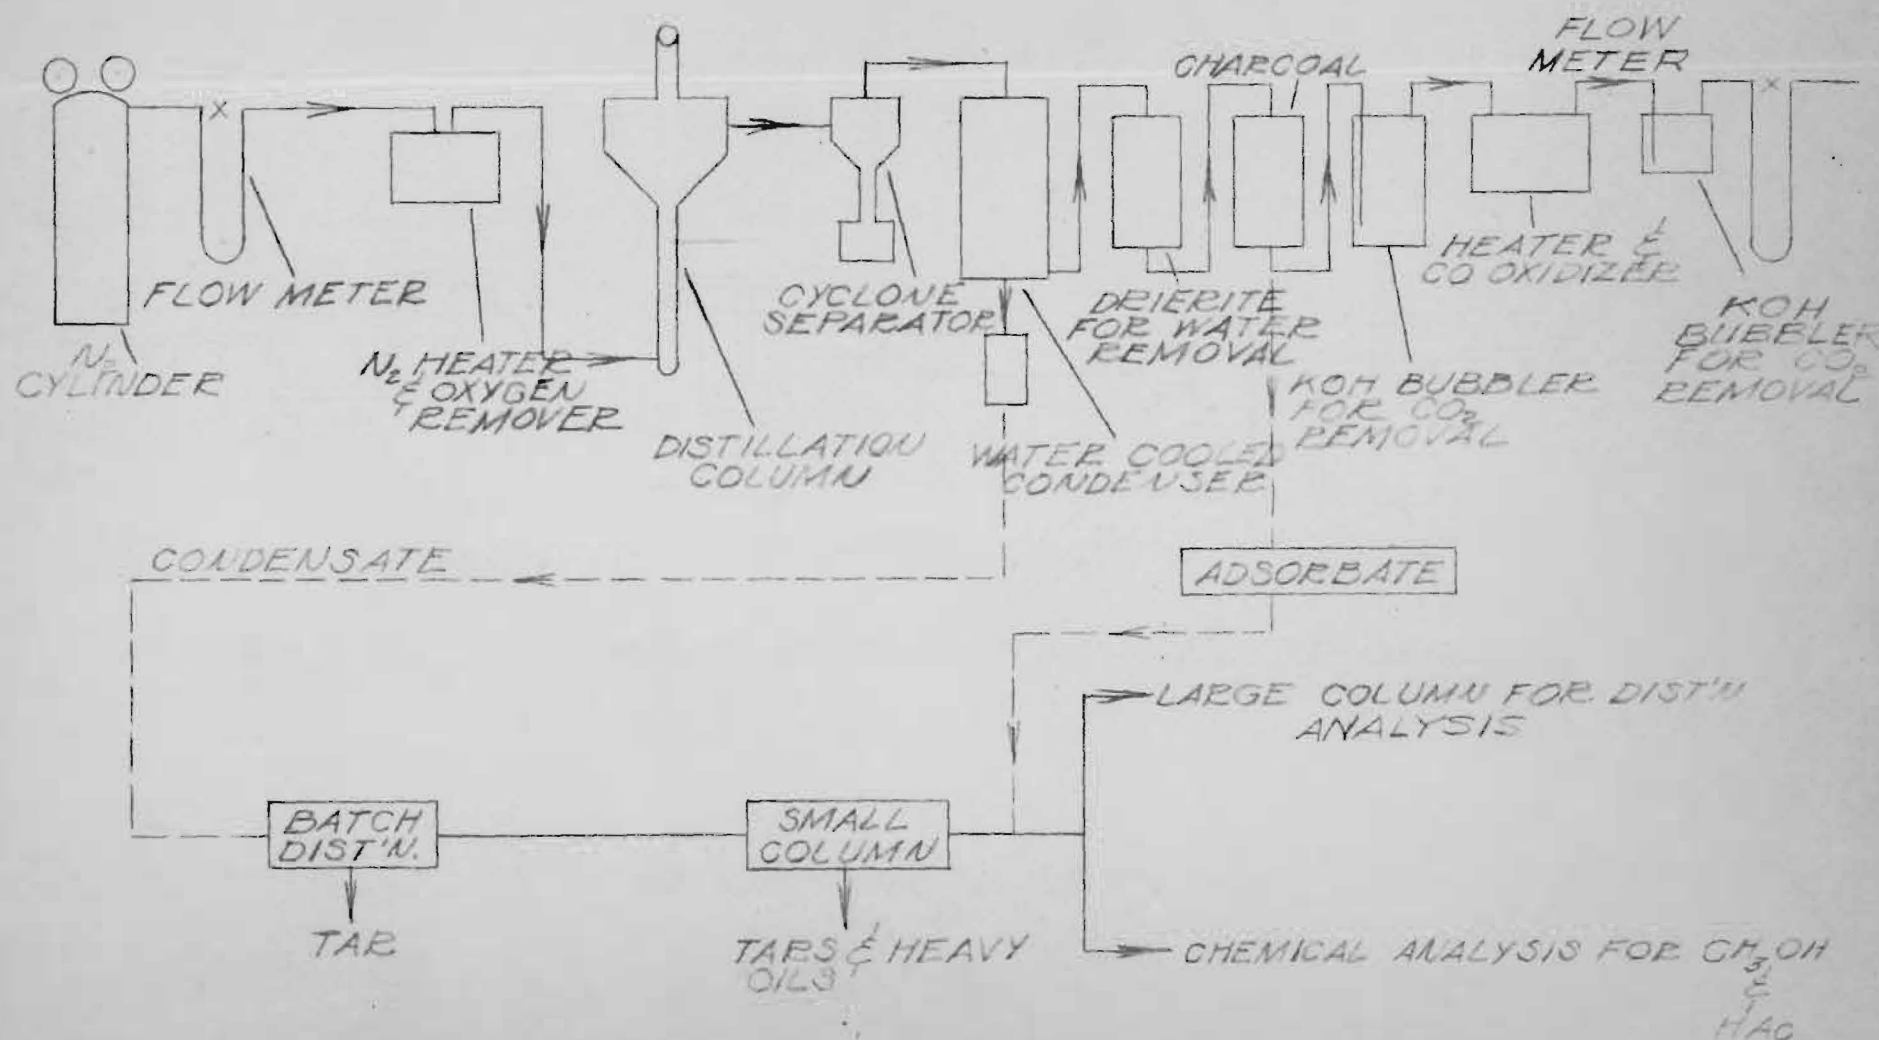 FLOW
METER
CHARCOAL
FLOW METER
N₂
CYLINDER
N₂ HEATER
& OXYGEN
REMOVER
DISTILLATION
COLUMN
CYCLONE
SEPARATOR
WATER COOLED
CONDENSER
DRIERITE
FOR WATER
REMOVAL
KOH BUBBLER
FOR CO₂
REMOVAL
HEATER &
CO OXIDIZER
KOH
BUBBLER
FOR CO₂
REMOVAL
CONDENSATE
ADSORBATE
LARGE COLUMN FOR DIST'N
ANALYSIS
BATCH
DIST'N.
SMALL
COLUMN
TAR
TARS & HEAVY
OILS
CHEMICAL ANALYSIS FOR CH₃OH
&
HAC